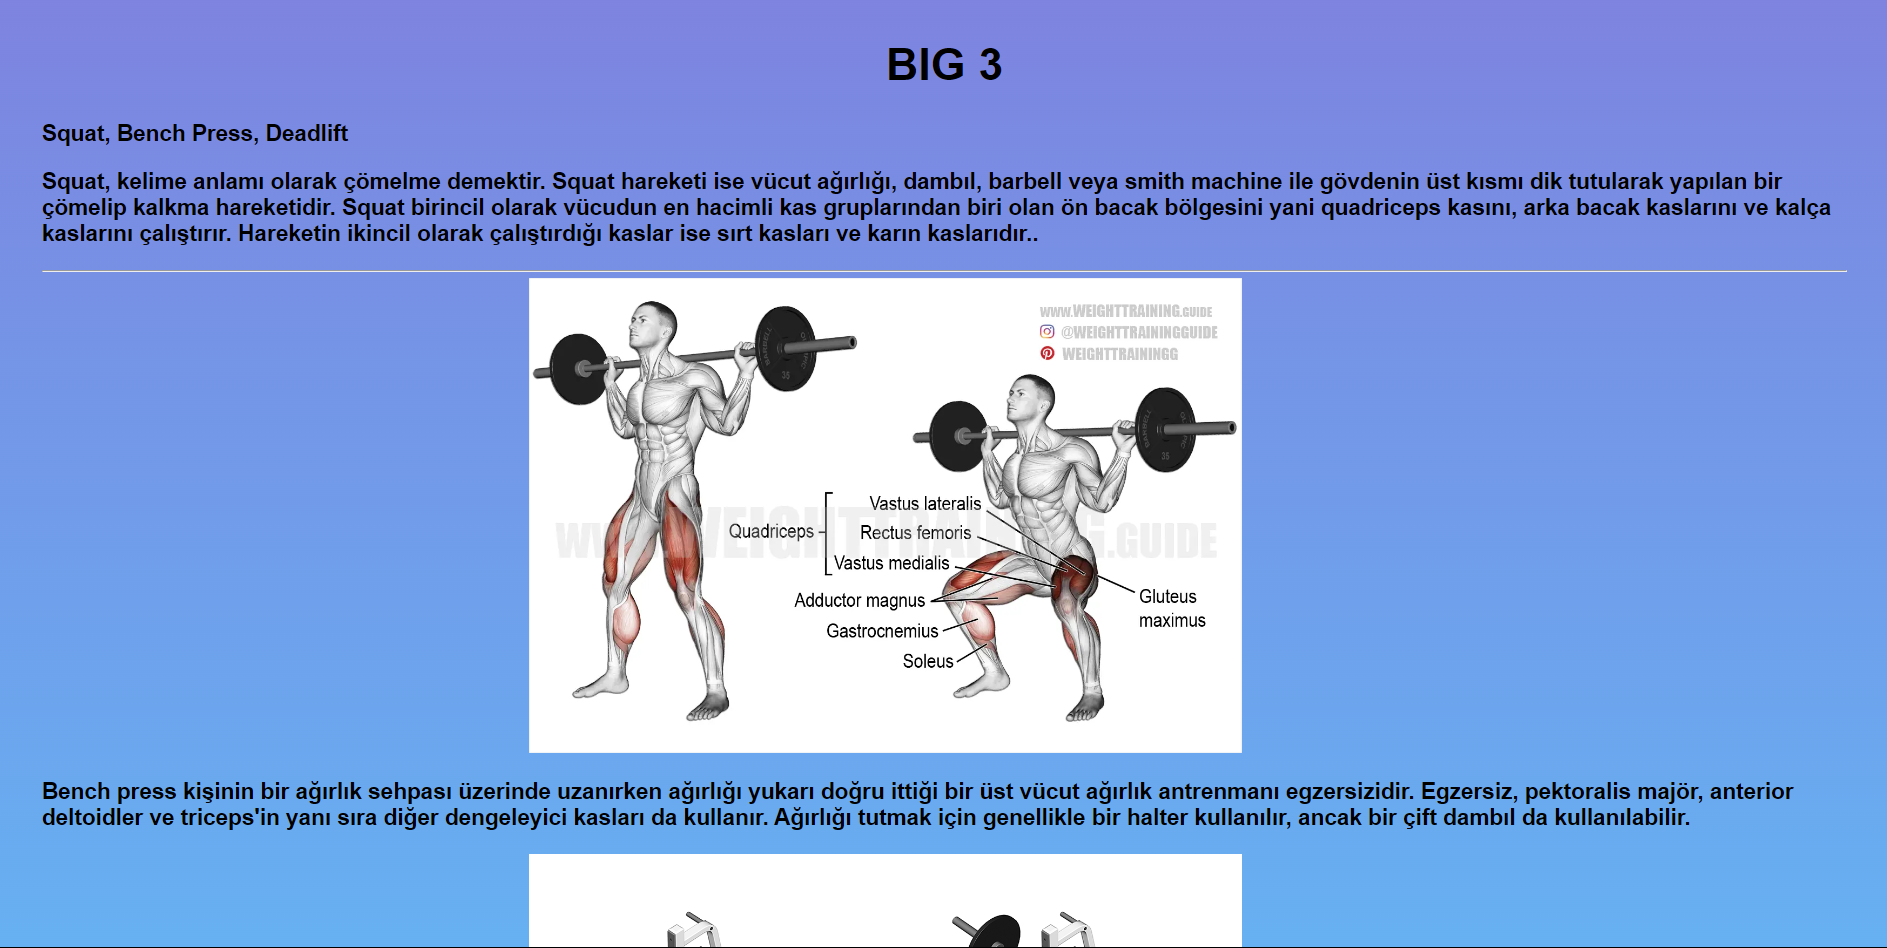 BIG 3
Squat, Bench Press, Deadlift
Squat, kelime anlamı olarak çömelme demektir. Squat hareketi ise vücut ağırlığı, dambıl, barbell veya smith machine ile gövdenin üst kısmı dik tutularak yapılan bir
çömelip kalkma hareketidir. Squat birincil olarak vücudun en hacimli kas gruplarından biri olan ön bacak bölgesini yani quadriceps kasını, arka bacak kaslarını ve kalça
kaslarını çalıştırır. Hareketin ikincil olarak çalıştırdığı kaslar ise sırt kasları ve karın kaslarıdır..
WWW.WEIGHTTRAINING.GUIDE
@WEIGHTTRAININGGUIDE
WEIGHTTRAININGG
BARBELL
35
BARBELL
35
WWW.WEIGHTTRAINING.GUIDE
Quadriceps
Vastus lateralis
Rectus femoris
Vastus medialis
Adductor magnus
Gastrocnemius
Soleus
Gluteus
maximus
Bench press kişinin bir ağırlık sehpası üzerinde uzanırken ağırlığı yukarı doğru ittiği bir üst vücut ağırlık antrenmanı egzersizidir. Egzersiz, pektoralis majör, anterior
deltoidler ve triceps'in yanı sıra diğer dengeleyici kasları da kullanır. Ağırlığı tutmak için genellikle bir halter kullanılır, ancak bir çift dambıl da kullanılabilir.